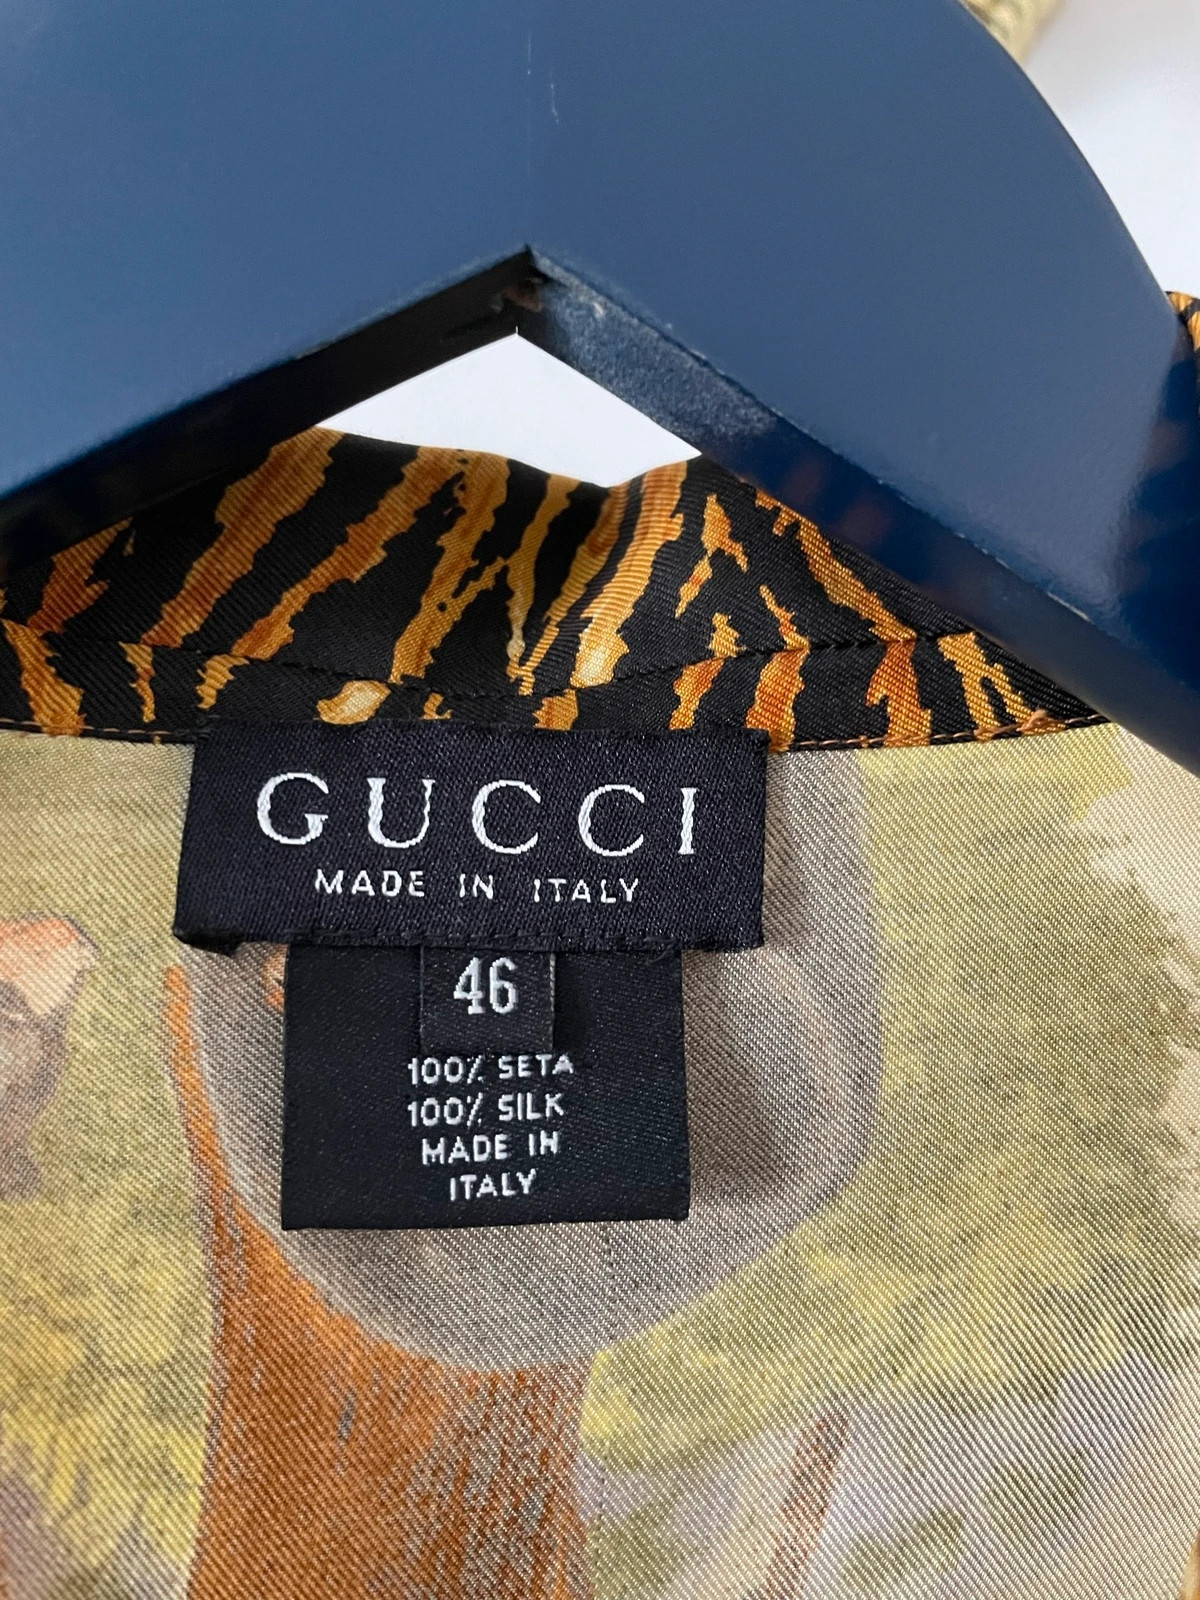 GUCCI
MADE IN ITALY
46
100% SETA
100% SILK
MADE IN
ITALY